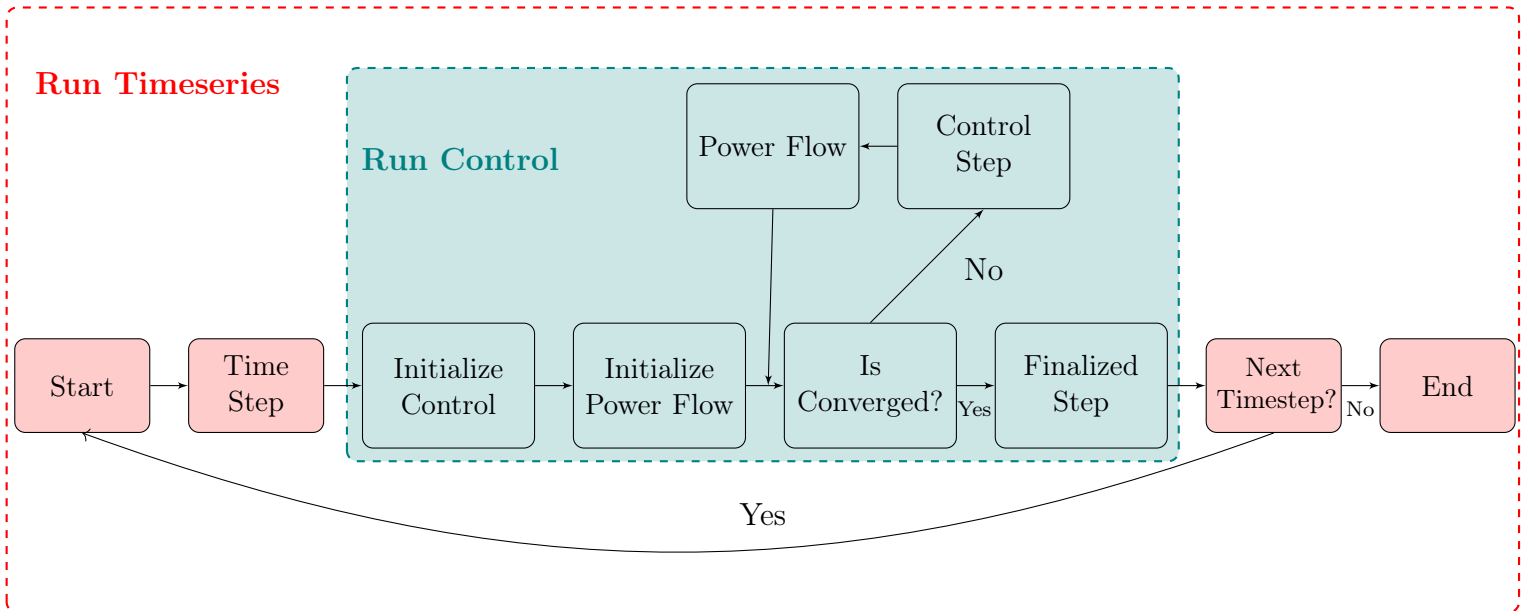 Run Timeseries
Run Control
Power Flow
Control
Step
No
Start
Time
Step
Initialize
Control
Initialize
Power Flow
Is
Converged?
Yes
Finalized
Step
Next
Timestep?
No
End
Yes